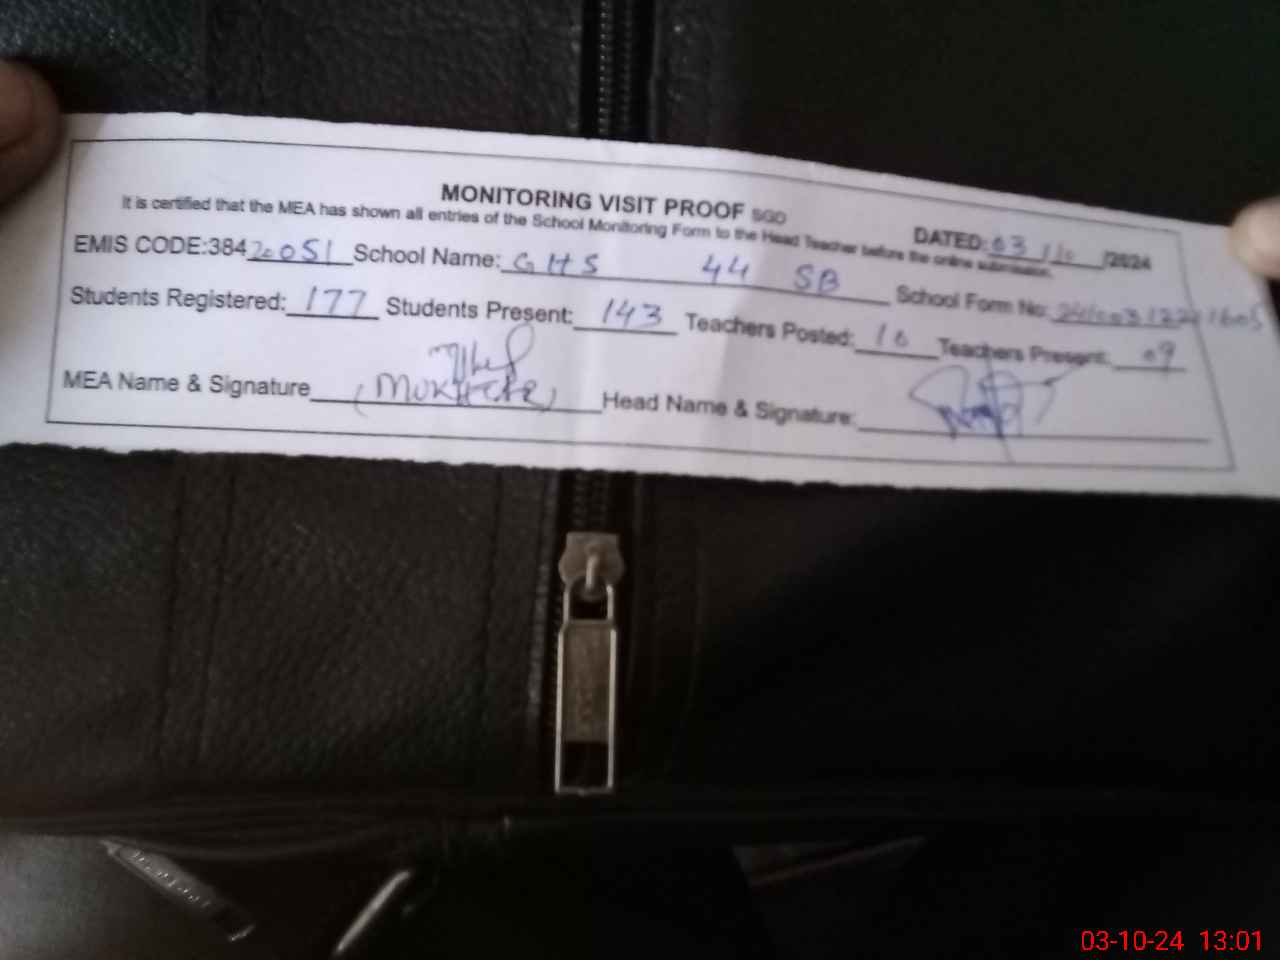 MONITORING VISIT PROOF SGD
It is certified that the MEA has shown all entries of the School Monitoring Form to the Head Teacher before the online submission.
DATED: 03/10/2024
EMIS CODE:38420051 School Name: GHS 44 SB School Form No:
Students Registered: 177 Students Present: 143 Teachers Posted: 10 Teachers Present: 09
MEA Name & Signature (MUKHTAR) Head Name & Signature:
03-10-24 13:01